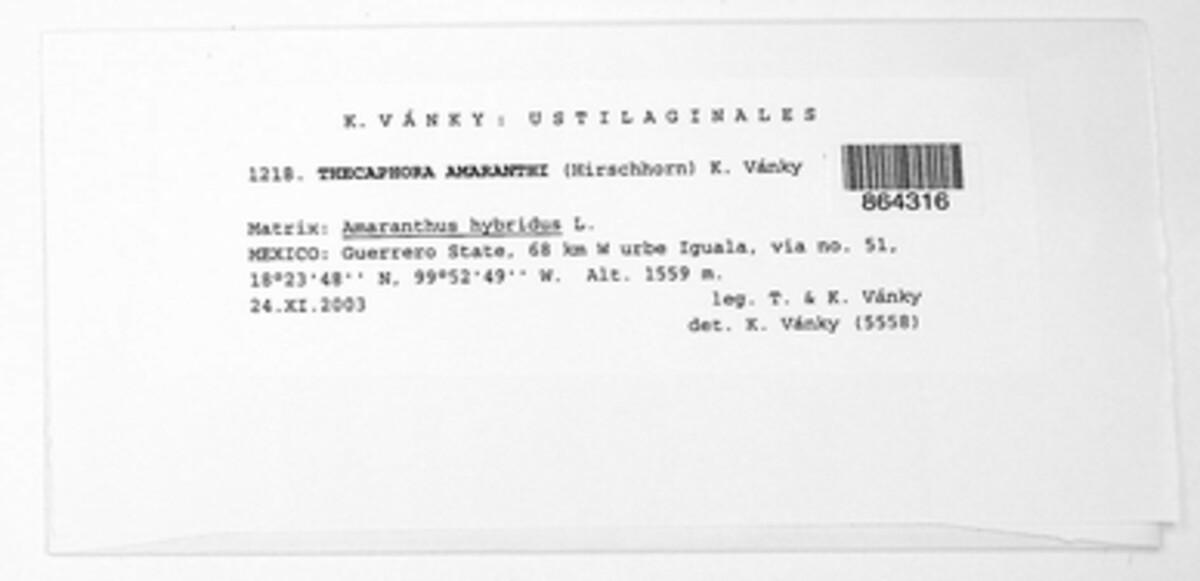 K. VÁNKY: USTILAGINALES
1218. THECAPHORA AMARANTHI (Hirschhorn) K. Vánky
864316
Matrix: Amaranthus hybridus L.
MEXICO: Guerrero State, 68 km W urbe Iguala, via no. 51,
18°23'48'' N, 99°52'49'' W. Alt. 1559 m.
24.XI.2003
leg. T. & K. Vánky
det. K. Vánky (5558)